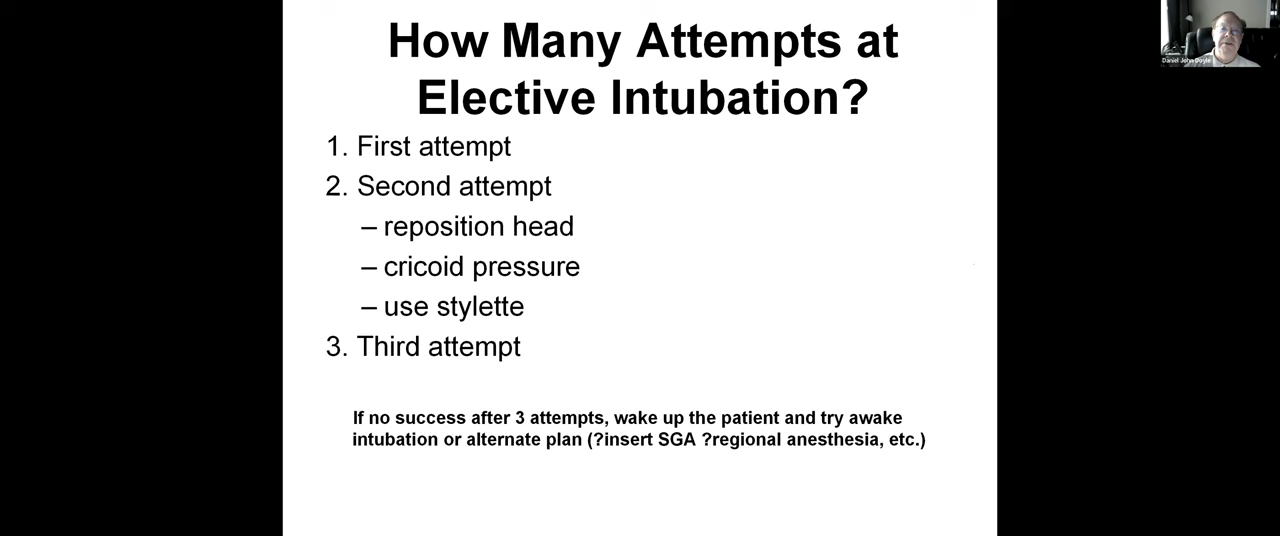 How Many Attempts at
Elective Intubation?
1. First attempt
2. Second attempt
– reposition head
– cricoid pressure
– use stylette
3. Third attempt
If no success after 3 attempts, wake up the patient and try awake
intubation or alternate plan (?insert SGA ?regional anesthesia, etc.)
Daniel John Doyle